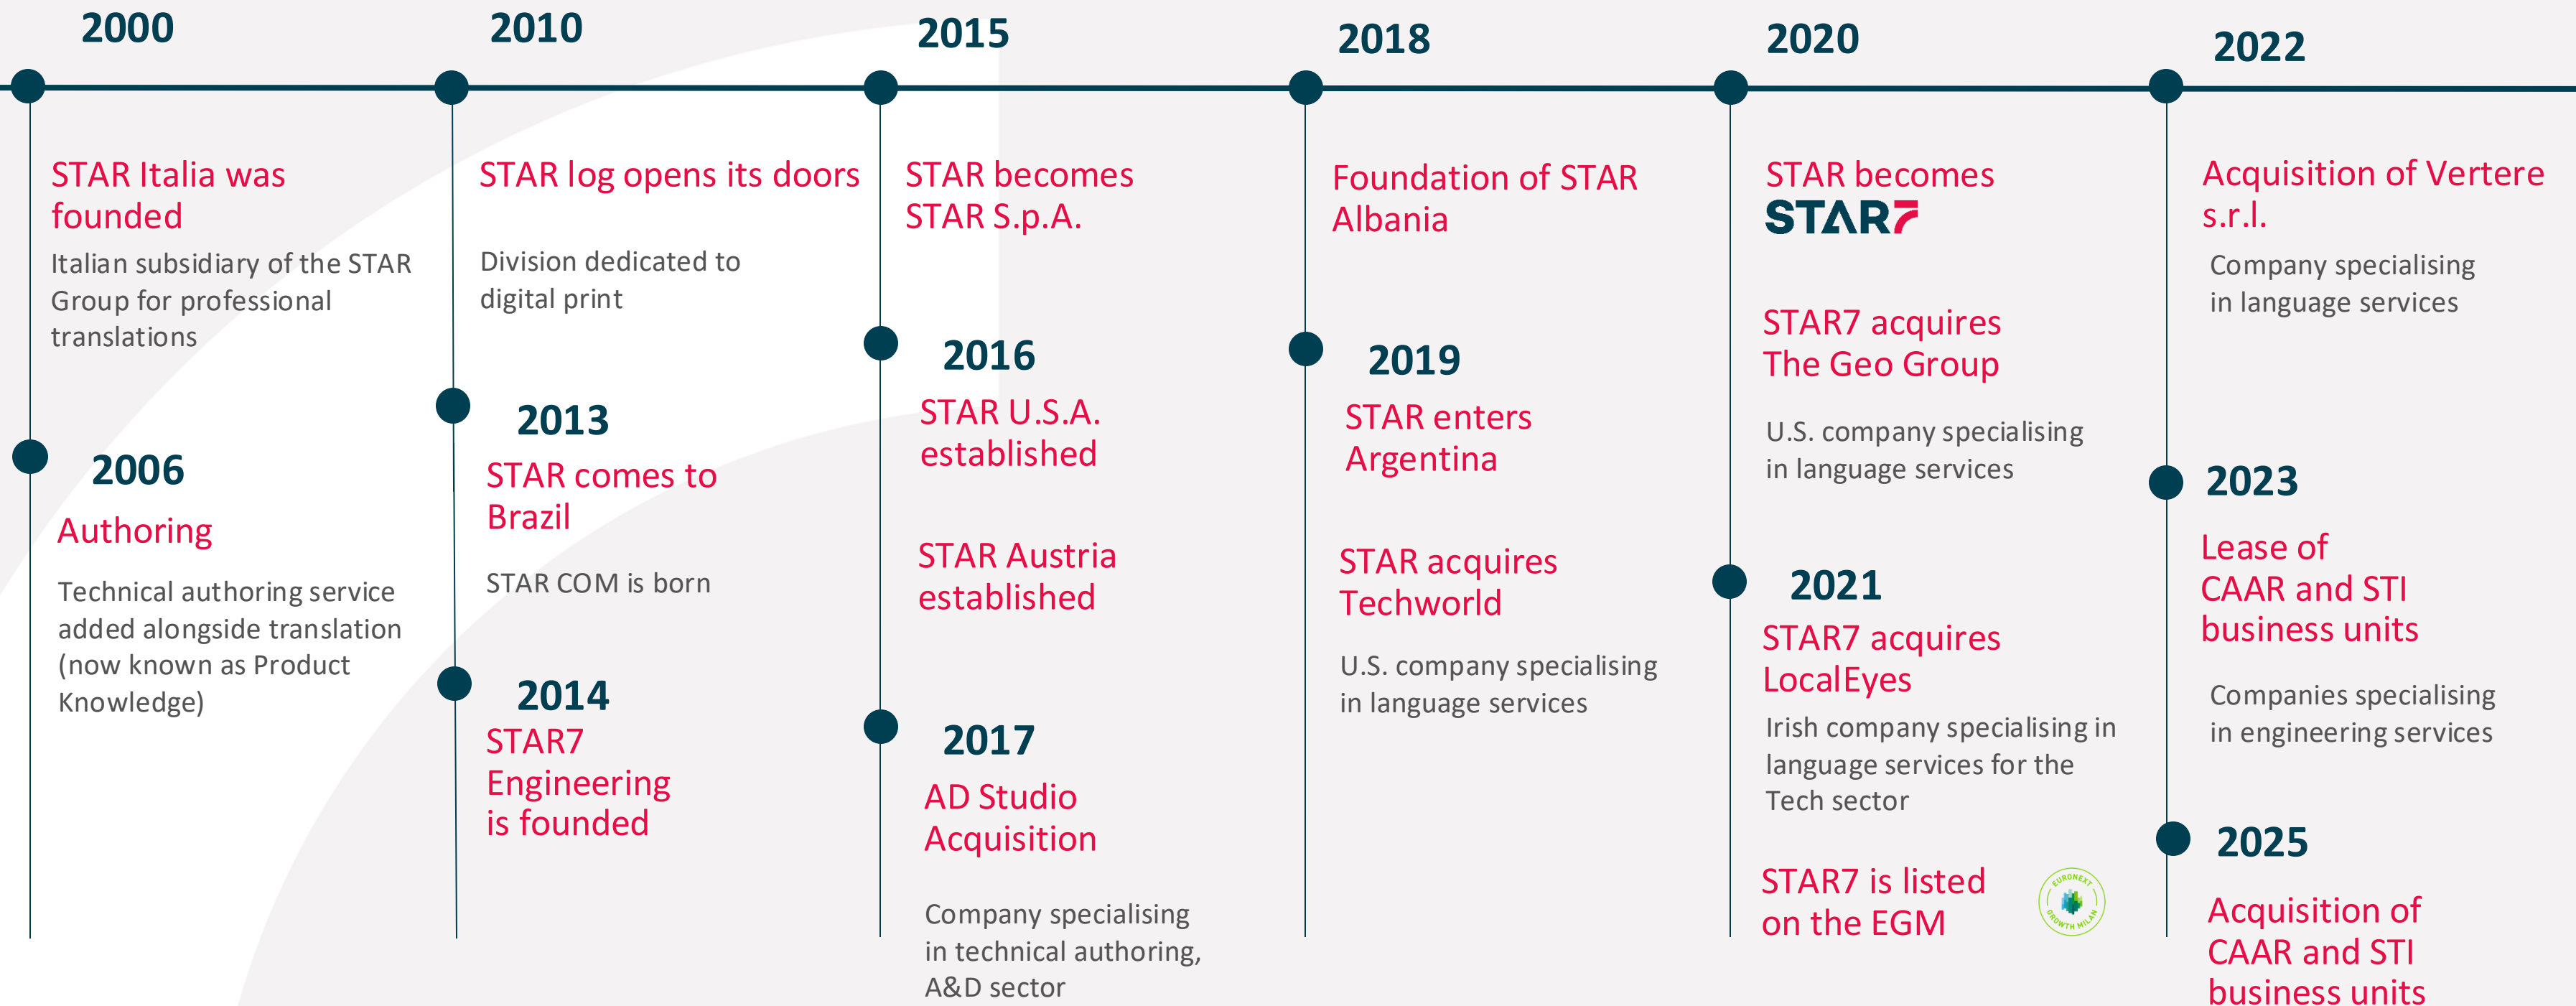 2000
STAR Italia was
founded
Italian subsidiary of the STAR
Group for professional
translations
2006
Authoring
Technical authoring service
added alongside translation
(now known as Product
Knowledge)
2010
STAR log opens its doors
Division dedicated to
digital print
2013
STAR comes to
Brazil
STAR COM is born
2014
STAR7
Engineering
is founded
2015
STAR becomes
STAR S.p.A.
2016
STAR U.S.A.
established
STAR Austria
established
2017
AD Studio
Acquisition
Company specialising
in technical authoring,
A&D sector
2018
Foundation of STAR
Albania
2019
STAR enters
Argentina
STAR acquires
Techworld
U.S. company specialising
in language services
2020
STAR becomes
STAR7
STAR7 acquires
The Geo Group
U.S. company specialising
in language services
2021
STAR7 acquires
LocalEyes
Irish company specialising in
language services for the
Tech sector
STAR7 is listed
on the EGM
EURONEXT
GROWTH MILAN
2022
Acquisition of Vertere
s.r.l.
Company specialising
in language services
2023
Lease of
CAAR and STI
business units
Companies specialising
in engineering services
2025
Acquisition of
CAAR and STI
business units